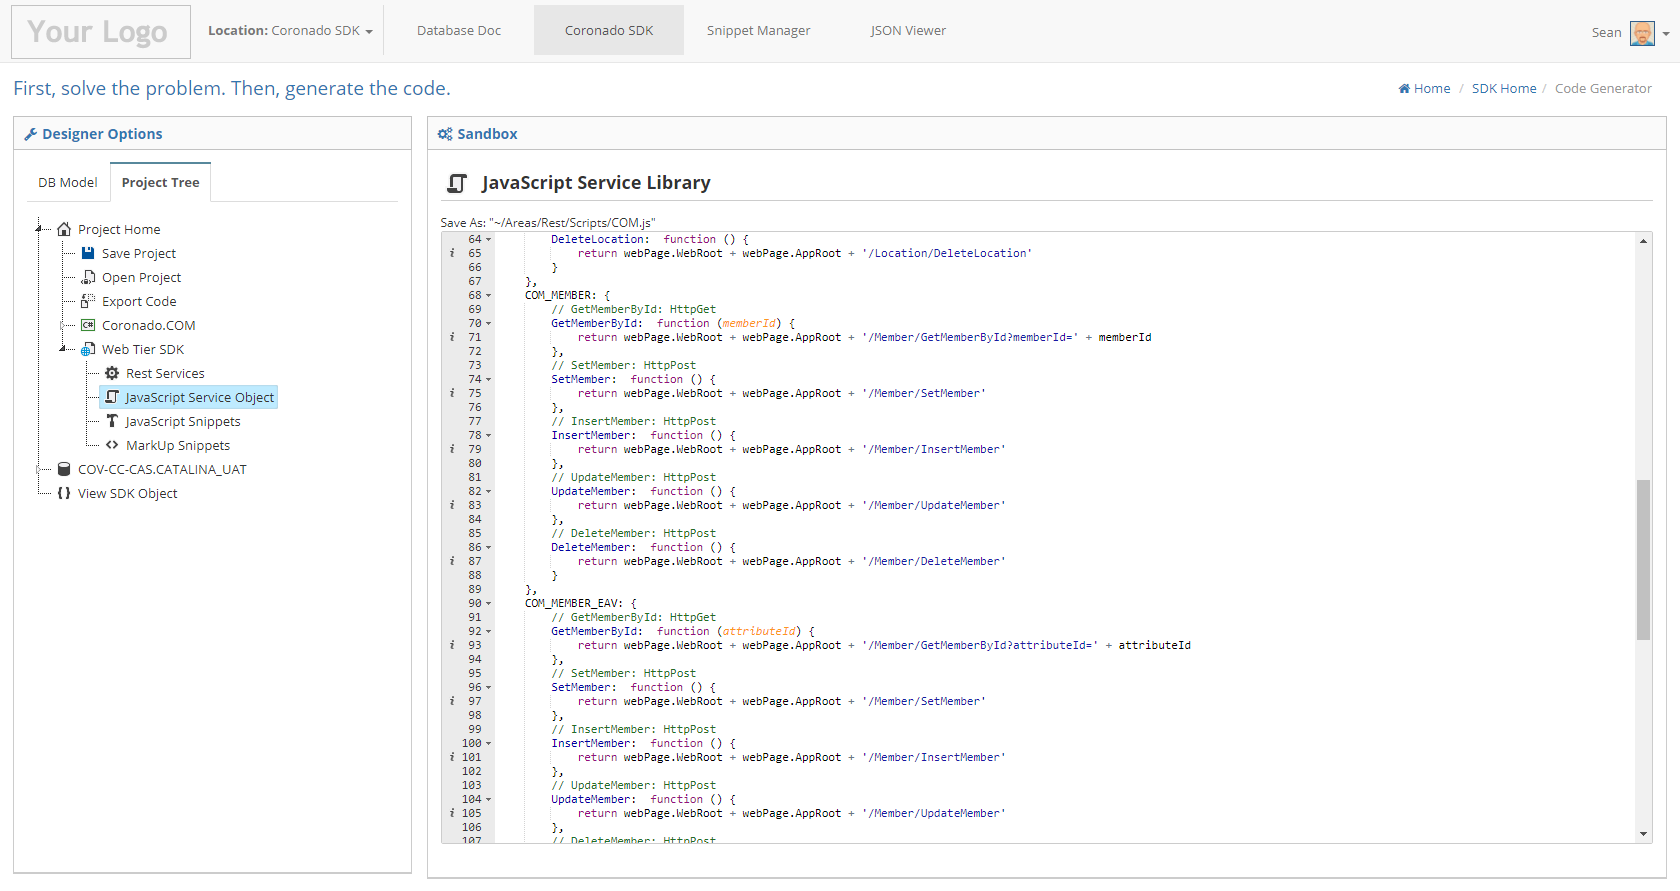 Your Logo
Location: Coronado SDK
Database Doc
Coronado SDK
Snippet Manager
JSON Viewer
Sean
First, solve the problem. Then, generate the code.
Home / SDK Home / Code Generator
Designer Options
DB Model
Project Tree
Project Home
Save Project
Open Project
Export Code
C# Coronado.COM
Web Tier SDK
Rest Services
JavaScript Service Object
JavaScript Snippets
MarkUp Snippets
COV-CC-CAS.CATALINA_UAT
View SDK Object
Sandbox
JavaScript Service Library
Save As: "~/Areas/Rest/Scripts/COM.js"
64 DeleteLocation: function () {
i 65 return webPage.WebRoot + webPage.AppRoot + '/Location/DeleteLocation'
66 }
67 },
68 COM_MEMBER: {
69 // GetMemberById: HttpGet
70 GetMemberById: function (memberId) {
i 71 return webPage.WebRoot + webPage.AppRoot + '/Member/GetMemberById?memberId=' + memberId
72 },
73 // SetMember: HttpPost
74 SetMember: function () {
i 75 return webPage.WebRoot + webPage.AppRoot + '/Member/SetMember'
76 },
77 // InsertMember: HttpPost
78 InsertMember: function () {
i 79 return webPage.WebRoot + webPage.AppRoot + '/Member/InsertMember'
80 },
81 // UpdateMember: HttpPost
82 UpdateMember: function () {
i 83 return webPage.WebRoot + webPage.AppRoot + '/Member/UpdateMember'
84 },
85 // DeleteMember: HttpPost
86 DeleteMember: function () {
i 87 return webPage.WebRoot + webPage.AppRoot + '/Member/DeleteMember'
88 }
89 },
90 COM_MEMBER_EAV: {
91 // GetMemberById: HttpGet
92 GetMemberById: function (attributeId) {
i 93 return webPage.WebRoot + webPage.AppRoot + '/Member/GetMemberById?attributeId=' + attributeId
94 },
95 // SetMember: HttpPost
96 SetMember: function () {
i 97 return webPage.WebRoot + webPage.AppRoot + '/Member/SetMember'
98 },
99 // InsertMember: HttpPost
100 InsertMember: function () {
i 101 return webPage.WebRoot + webPage.AppRoot + '/Member/InsertMember'
102 },
103 // UpdateMember: HttpPost
104 UpdateMember: function () {
i 105 return webPage.WebRoot + webPage.AppRoot + '/Member/UpdateMember'
106 },
107 // DeleteMember: HttpPost